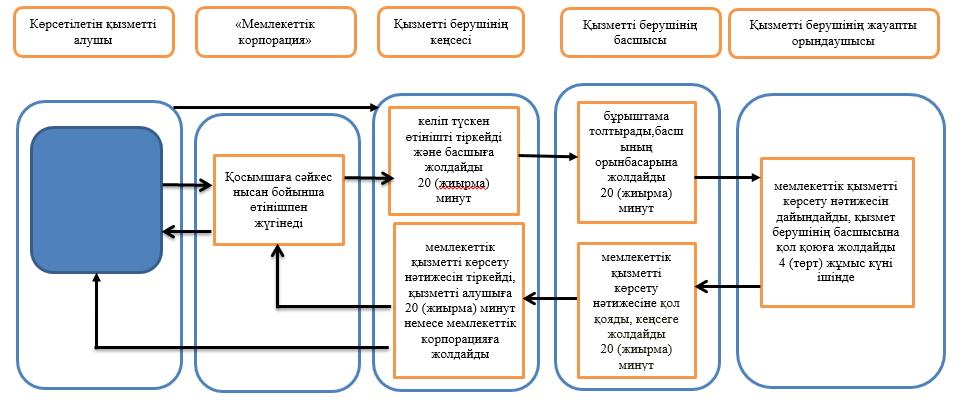 Көрсетілетін қызметті
алушы
«Мемлекеттік
корпорация»
Қызметті берушінің
кеңсесі
Қызметті берушінің
басшысы
Қызметті берушінің жауапты
орындаушысы
Қосымшаға сәйкес
нысан бойынша
өтінішпен
жүгінеді
келіп түскен
өтінішті тіркейді
және басшыға
жолдайды
20 (жиырма)
минут
бұрыштама
толтырады,басш
ының
орынбасарына
жолдайды
20 (жиырма)
минут
мемлекеттік қызметті
көрсету нәтижесін
дайындайды, қызмет
берушінің басшысына
қол қоюға жолдайды
4 (төрт) жұмыс күні
ішінде
мемлекеттік
қызметті
көрсету
нәтижесіне қол
қояды, кеңсеге
жолдайды
20 (жиырма)
минут
мемлекеттік
қызметті көрсету
нәтижесін тіркейді,
қызметті алушыға
20 (жиырма) минут
немесе мемлекеттік
корпорацияға
жолдайды